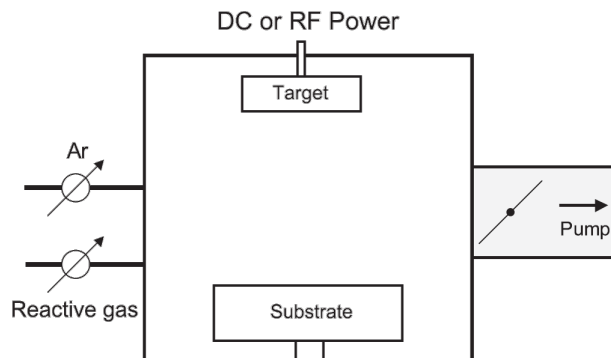 DC or RF Power
Target
Ar
Pump
Reactive gas
Substrate